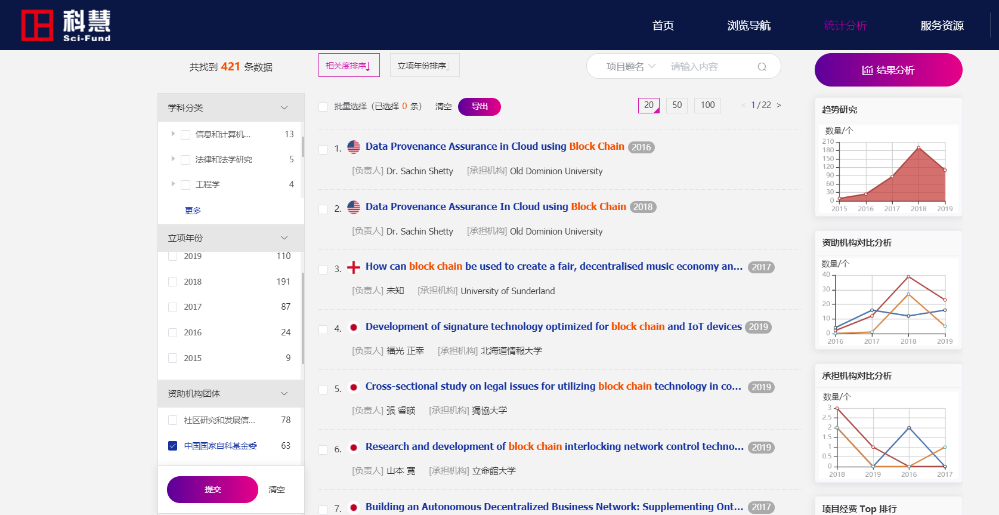 科慧
Sci-Fund
首页
浏览导航
统计分析
服务资源
共找到 421 条数据
相关度排序
立项年份排序
项目题名
请输入内容
结果分析
批量选择（已选择 0 条）
清空
导出
20
50
100
< 1/22 >
学科分类
信息和计算机... 13
法律和法学研究 5
工程学 4
更多
立项年份
2019 110
2018 191
2017 87
2016 24
2015 9
资助机构团体
社区研究和发展信... 78
中国国家自科基金委 63
提交
清空
1. Data Provenance Assurance in Cloud using Block Chain 2016
[负责人] Dr. Sachin Shetty [承担机构] Old Dominion University
2. Data Provenance Assurance In Cloud using Block Chain 2018
[负责人] Dr. Sachin Shetty [承担机构] Old Dominion University
3. How can block chain be used to create a fair, decentralised music economy an... 2017
[负责人] 未知 [承担机构] University of Sunderland
4. Development of signature technology optimized for block chain and IoT devices 2019
[负责人] 福光 正幸 [承担机构] 北海道情報大学
5. Cross-sectional study on legal issues for utilizing block chain technology in co... 2019
[负责人] 張 睿暎 [承担机构] 獨協大学
6. Research and development of block chain interlocking network control techno... 2019
[负责人] 山本 寛 [承担机构] 立命館大学
7. Building an Autonomous Decentralized Business Network: Supplementing Ont... 2017
趋势研究
数量/个
210
180
150
120
90
60
30
0
2015 2016 2017 2018 2019
资助机构对比分析
数量/个
40
30
20
10
0
2016 2017 2018 2019
承担机构对比分析
数量/个
3
2.5
2
1.5
1
0.5
0
2018 2019 2016 2017
项目经费 Top 排行